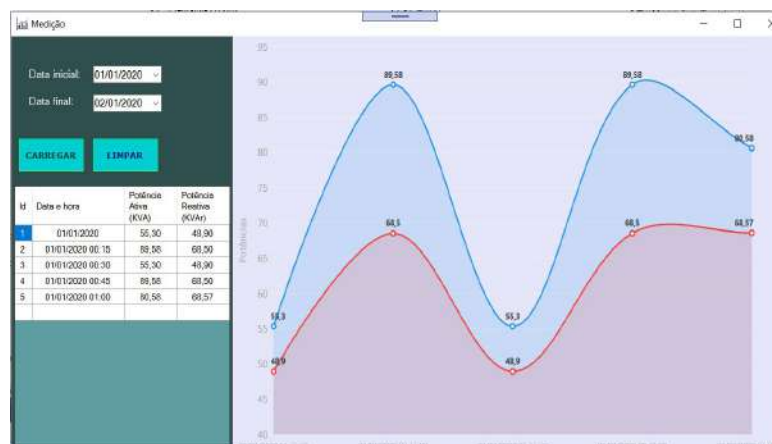 Medição
Data inicial: 01/01/2020
Data final: 02/01/2020
CARREGAR LIMPAR
Id Data e hora Potência Ativa (KVA) Potência Reativa (KVAr)
1 01/01/2020 55,30 48,90
2 01/01/2020 00:15 89,58 68,50
3 01/01/2020 00:30 55,30 48,90
4 01/01/2020 00:45 89,58 68,50
5 01/01/2020 01:00 80,58 68,57
95
90
85
80
75
70
65
60
55
50
45
40
Potências
89,58
89,58
80,58
68,5
68,5
68,57
55,3
55,3
48,9
48,9